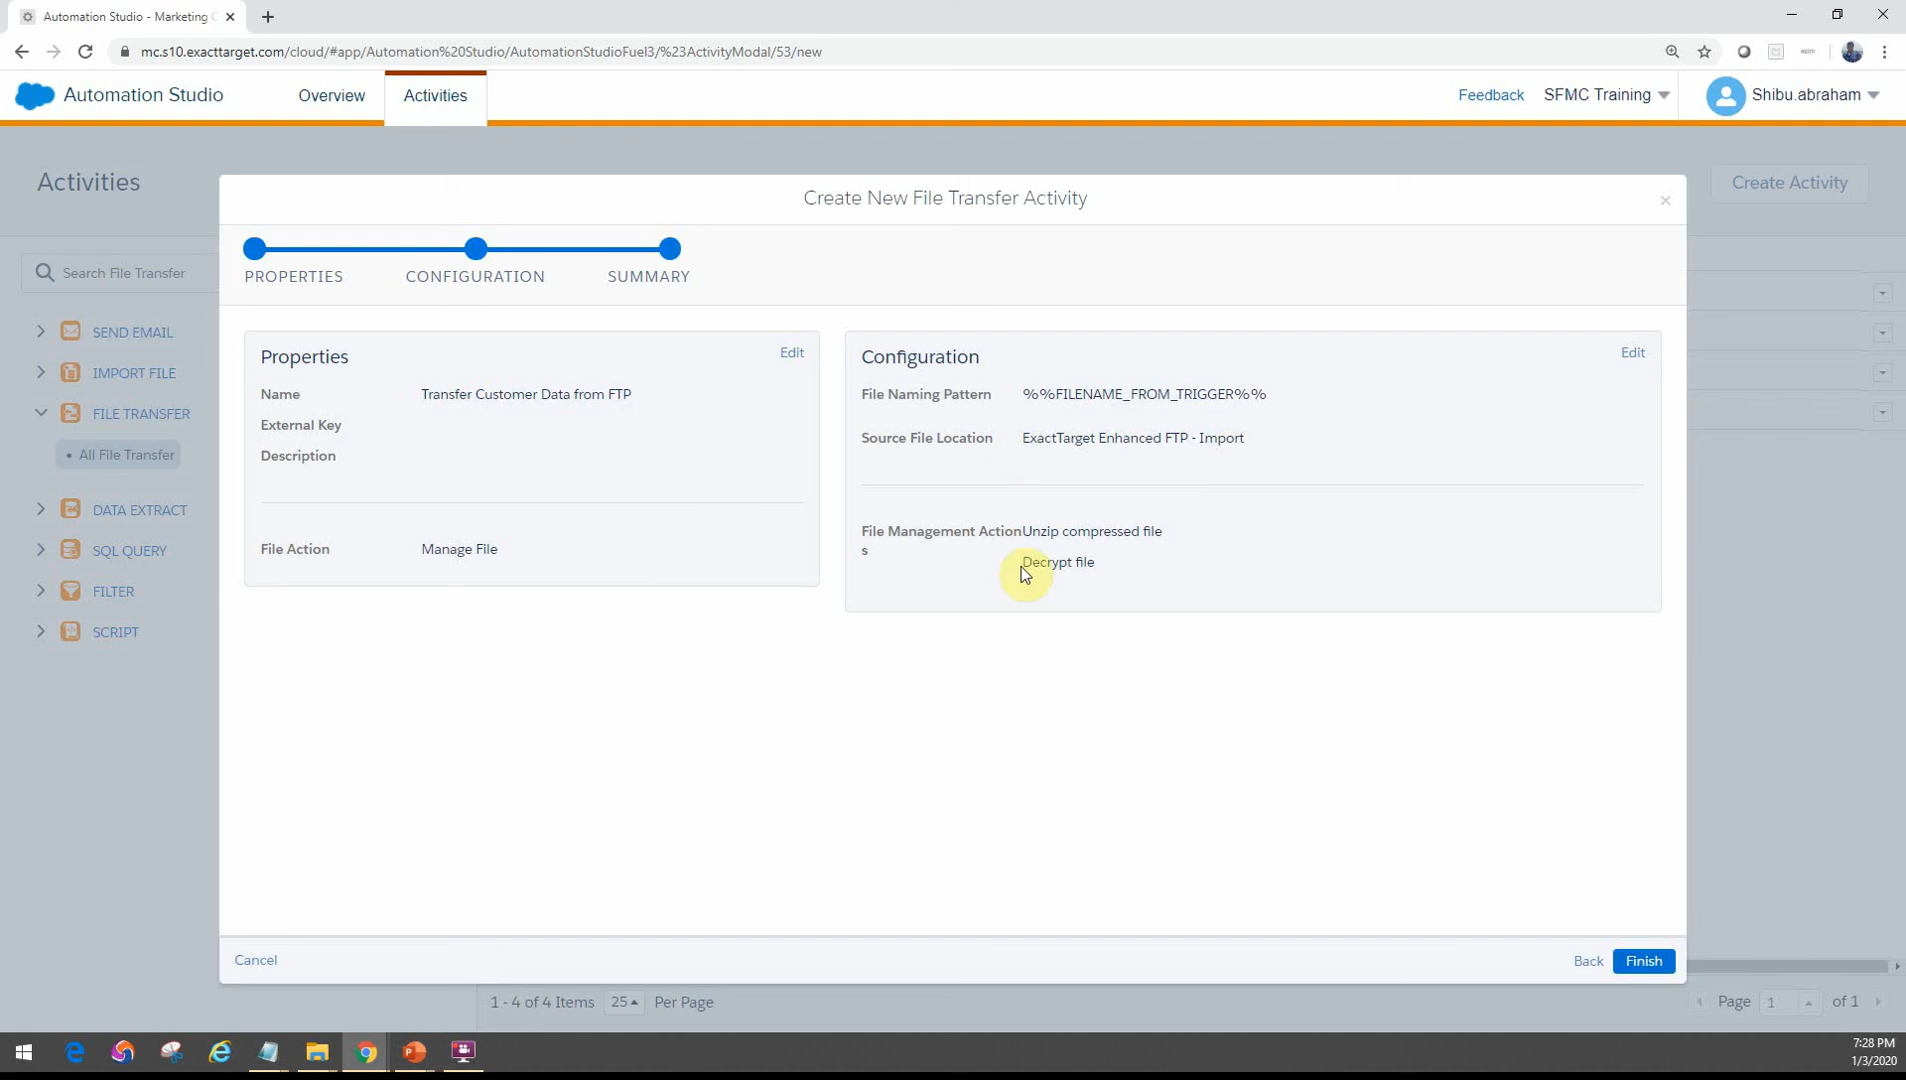 Automation Studio - Marketing C
mc.s10.exacttarget.com/cloud/#app/Automation%20Studio/AutomationStudioFuel3/%23ActivityModal/53/new
Automation Studio
Overview
Activities
Feedback
SFMC Training
Shibu.abraham
Activities
Create Activity
Create New File Transfer Activity
PROPERTIES
CONFIGURATION
SUMMARY
Search File Transfer
SEND EMAIL
IMPORT FILE
FILE TRANSFER
• All File Transfer
DATA EXTRACT
SQL QUERY
FILTER
SCRIPT
Properties
Edit
Name
Transfer Customer Data from FTP
External Key
Description
File Action
Manage File
Configuration
Edit
File Naming Pattern
%%FILENAME_FROM_TRIGGER%%
Source File Location
ExactTarget Enhanced FTP - Import
File Management Action
s
Unzip compressed file
Decrypt file
Cancel
Back
Finish
1 - 4 of 4 Items
25
Per Page
Page
1
of 1
7:28 PM
1/3/2020